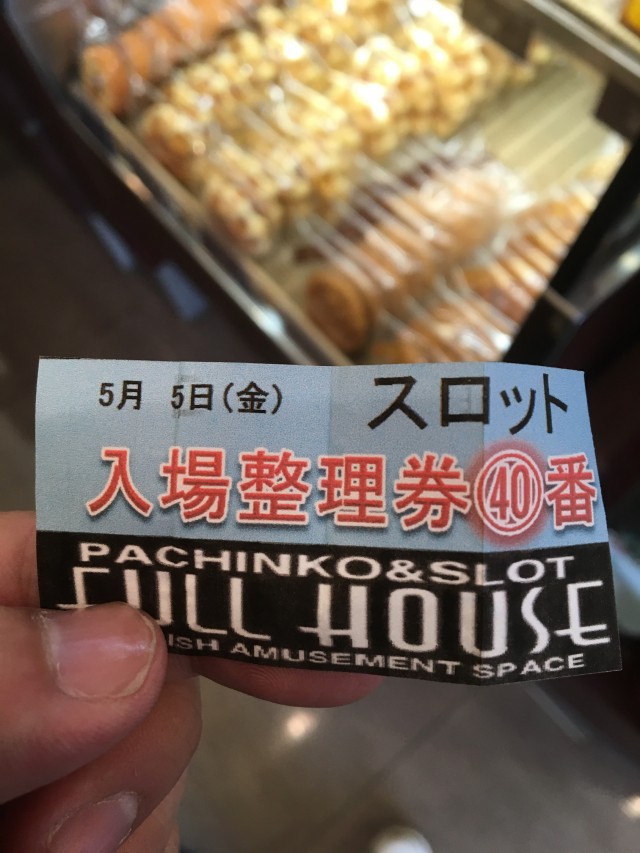 5月 5日(金) スロット
入場整理券㊵番
PACHINKO&SLOT
FULL HOUSE
ISH AMUSEMENT SPACE